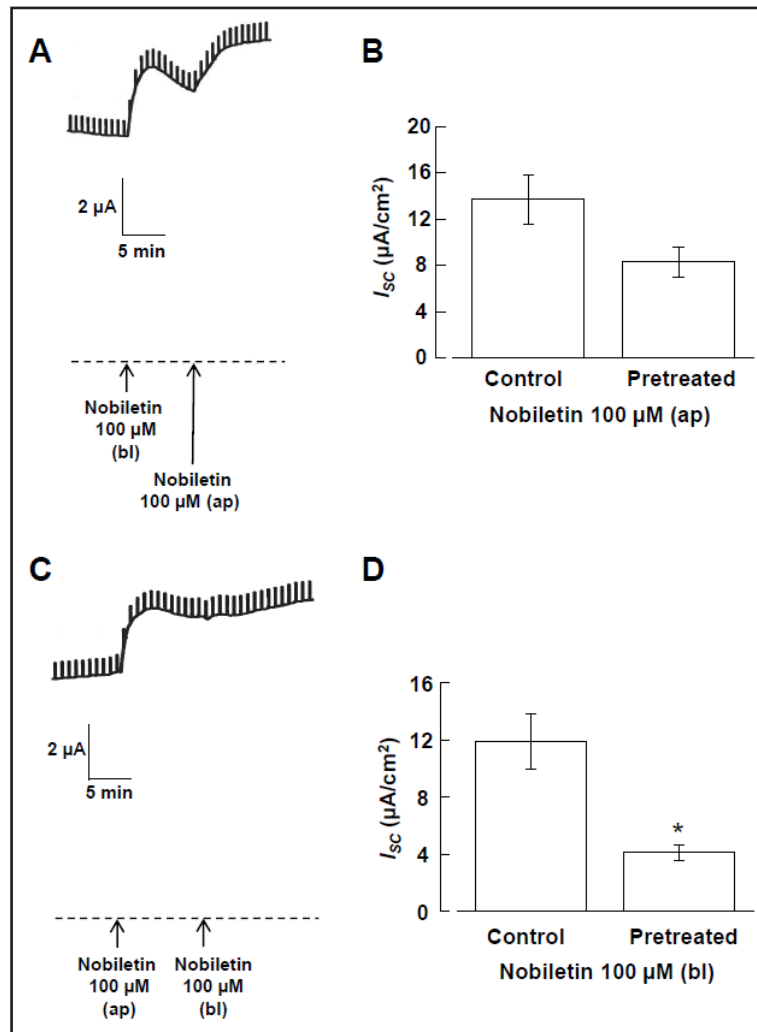 A
2 µA
5 min
Nobiletin
100 µM
(bl)
Nobiletin
100 µM (ap)
B
20
16
12
8
4
0
I_SC (µA/cm²)
Control
Pretreated
Nobiletin 100 µM (ap)
C
2 µA
5 min
Nobiletin
100 µM
(ap)
Nobiletin
100 µM
(bl)
D
16
12
8
4
0
I_SC (µA/cm²)
*
Control
Pretreated
Nobiletin 100 µM (bl)